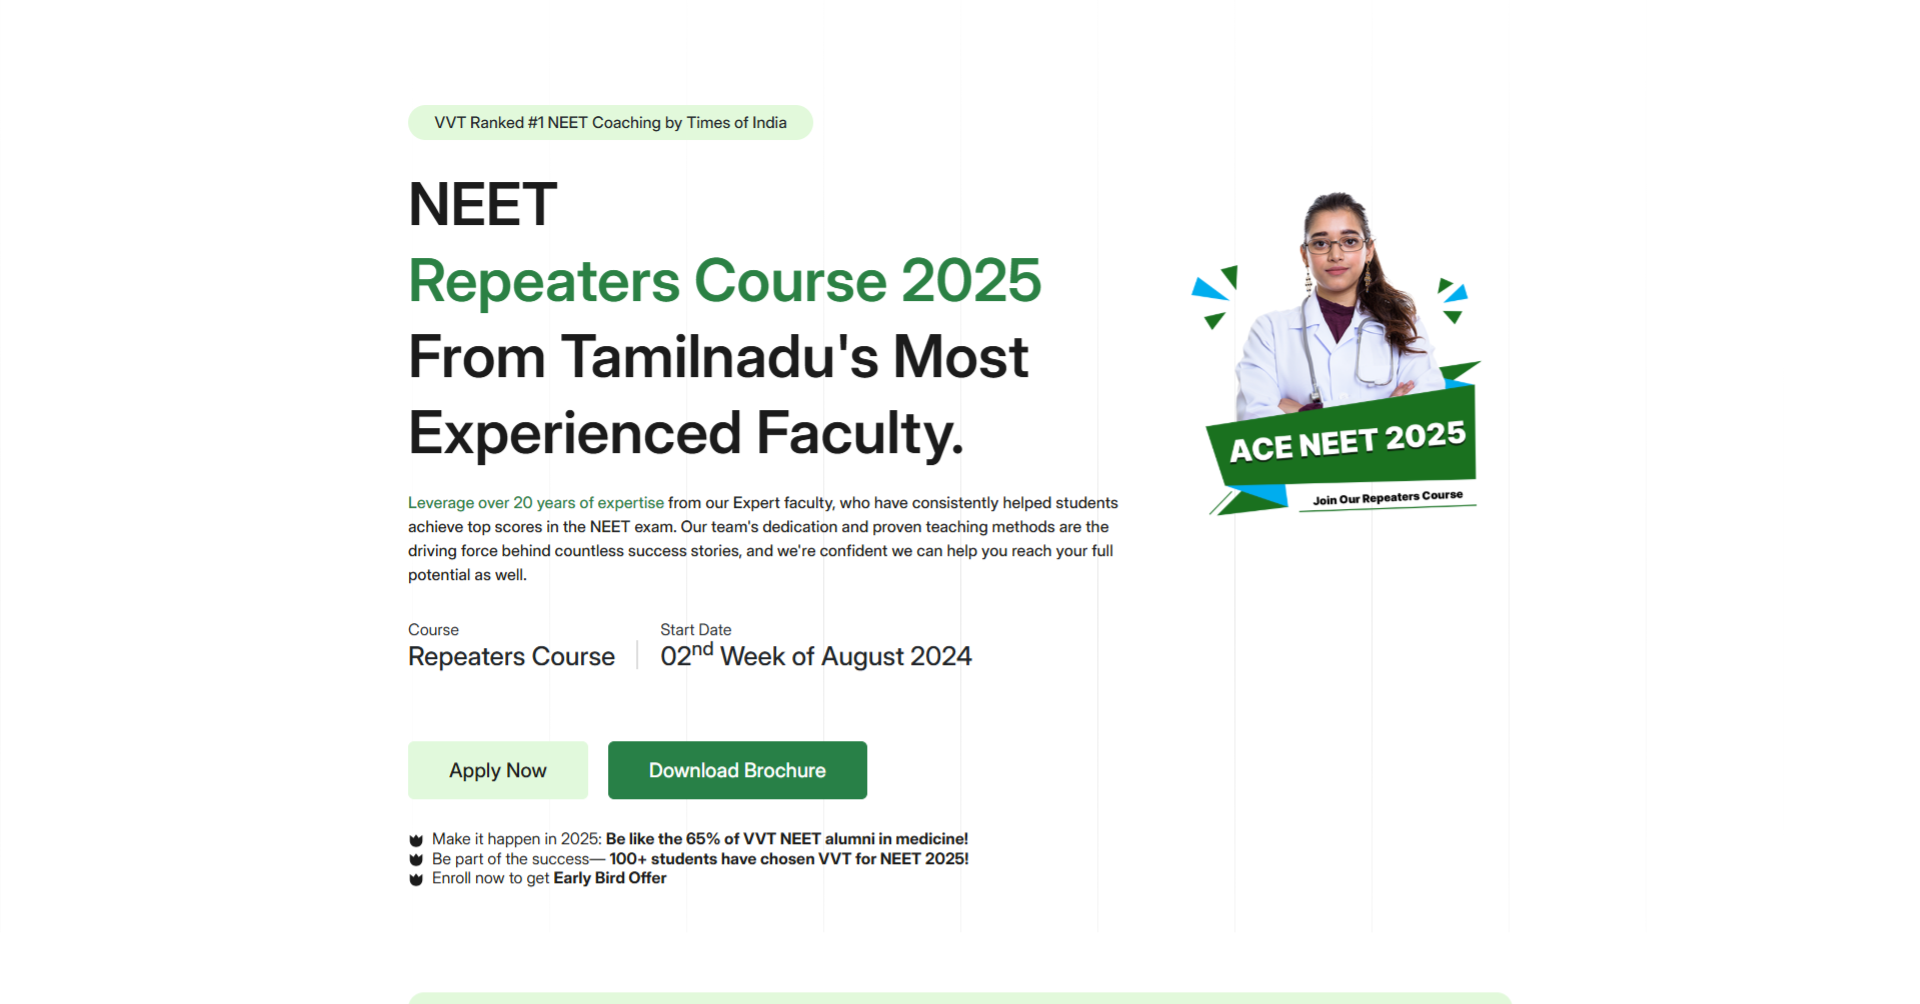 VVT Ranked #1 NEET Coaching by Times of India
NEET
Repeaters Course 2025
From Tamilnadu's Most
Experienced Faculty.
Leverage over 20 years of expertise from our Expert faculty, who have consistently helped students
achieve top scores in the NEET exam. Our team's dedication and proven teaching methods are the
driving force behind countless success stories, and we're confident we can help you reach your full
potential as well.
Course
Repeaters Course
Start Date
02nd Week of August 2024
Apply Now
Download Brochure
Make it happen in 2025: Be like the 65% of VVT NEET alumni in medicine!
Be part of the success— 100+ students have chosen VVT for NEET 2025!
Enroll now to get Early Bird Offer
ACE NEET 2025
Join Our Repeaters Course